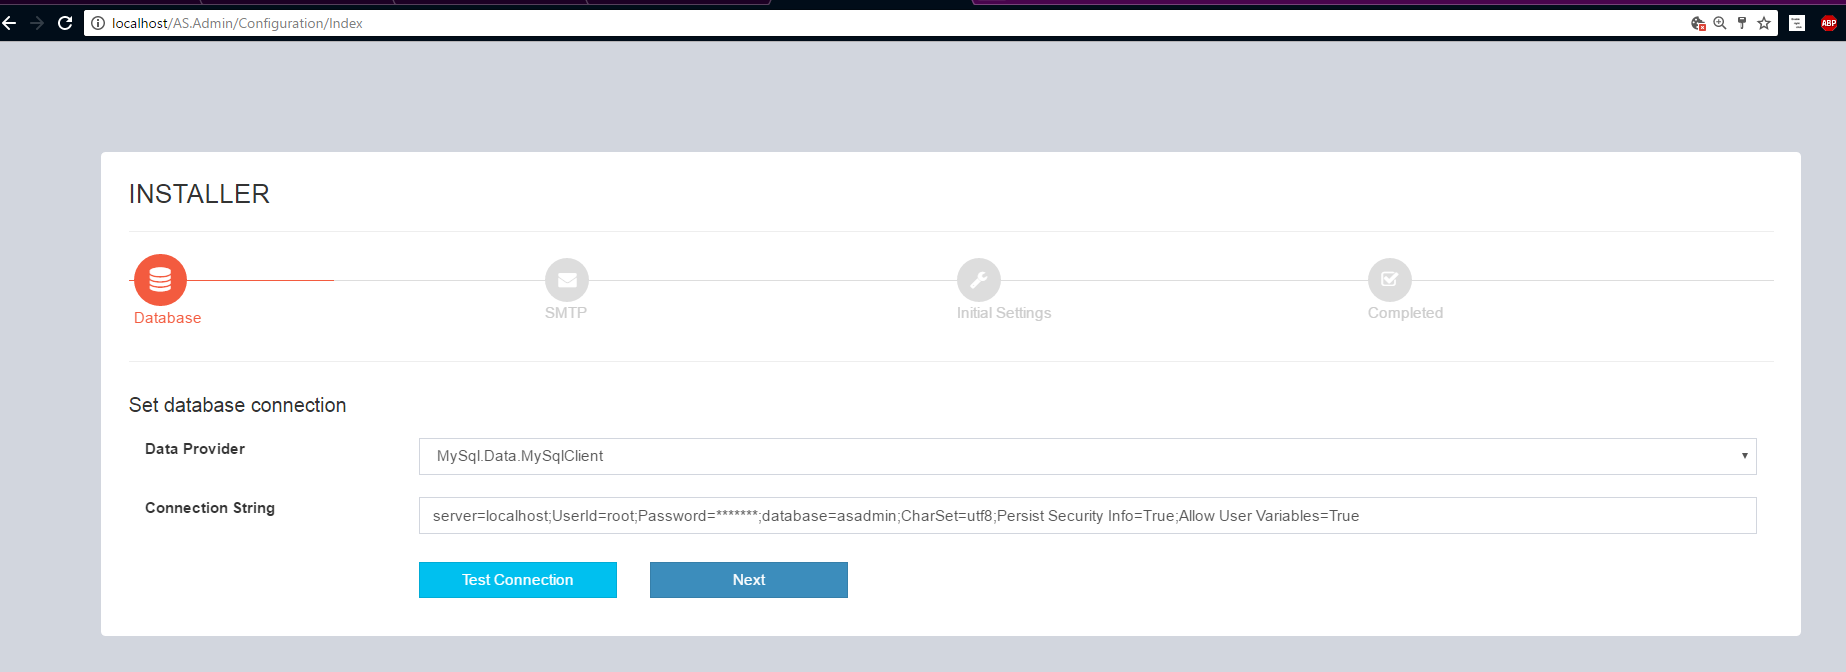 localhost/AS.Admin/Configuration/Index
ABP
INSTALLER
Database
SMTP
Initial Settings
Completed
Set database connection
Data Provider
MySql.Data.MySqlClient
Connection String
server=localhost;UserId=root;Password=*******;database=asadmin;CharSet=utf8;Persist Security Info=True;Allow User Variables=True
Test Connection
Next